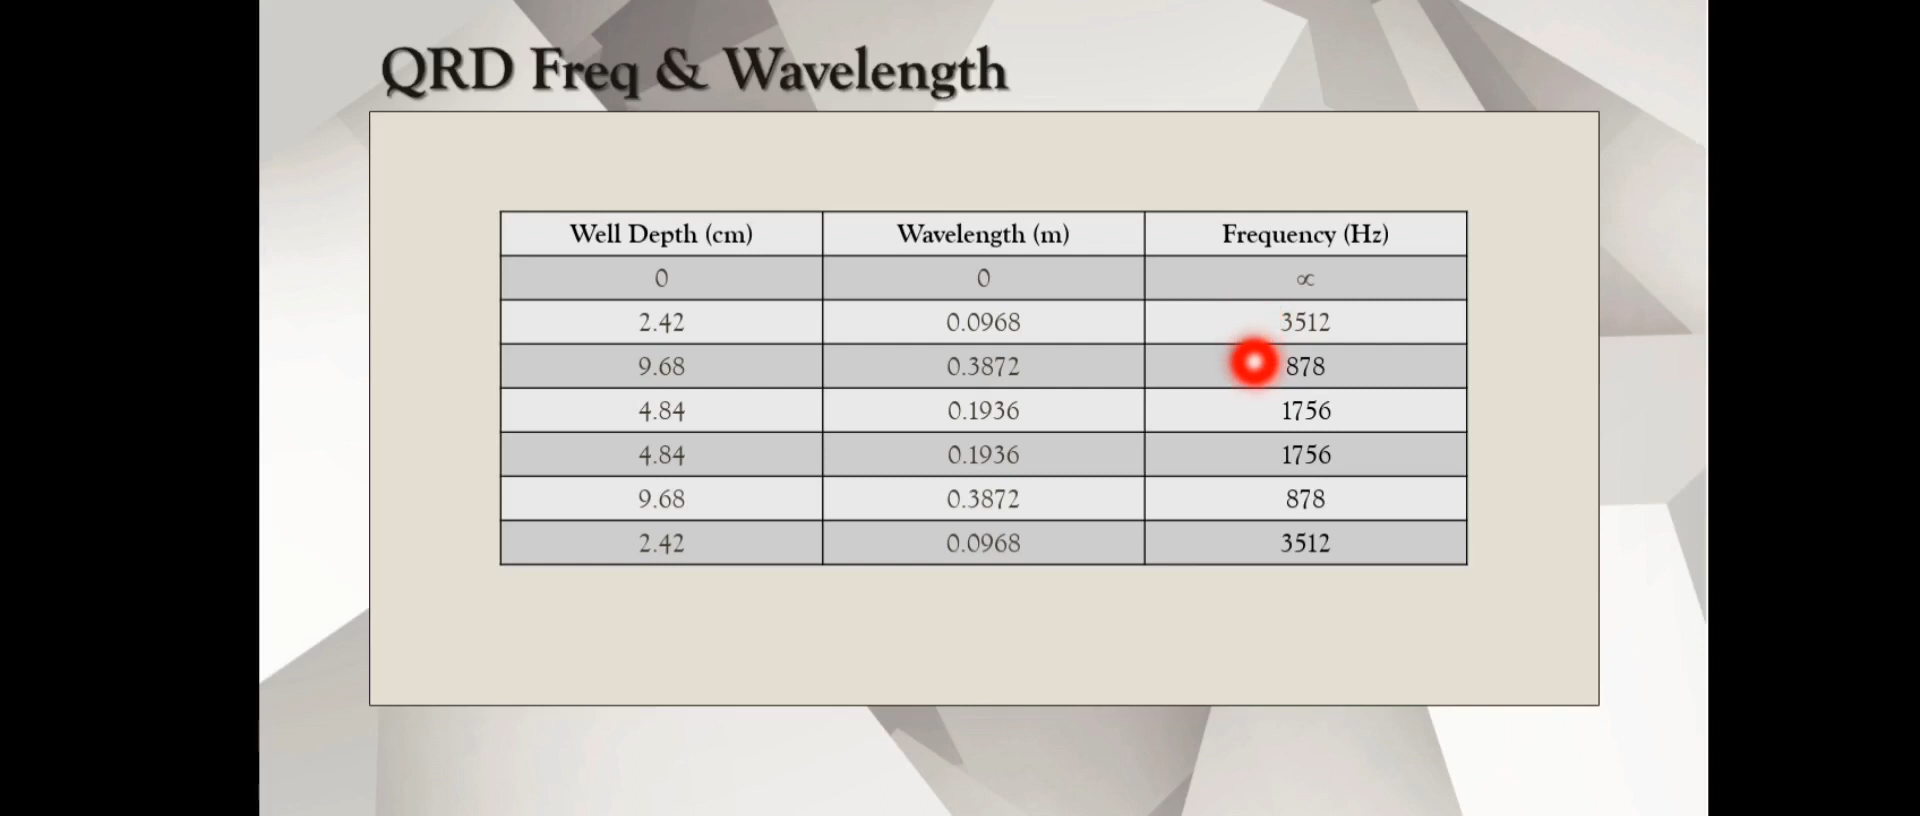 QRD Freq & Wavelength
Well Depth (cm) Wavelength (m) Frequency (Hz)
0 0 ∝
2.42 0.0968 3512
9.68 0.3872 878
4.84 0.1936 1756
4.84 0.1936 1756
9.68 0.3872 878
2.42 0.0968 3512